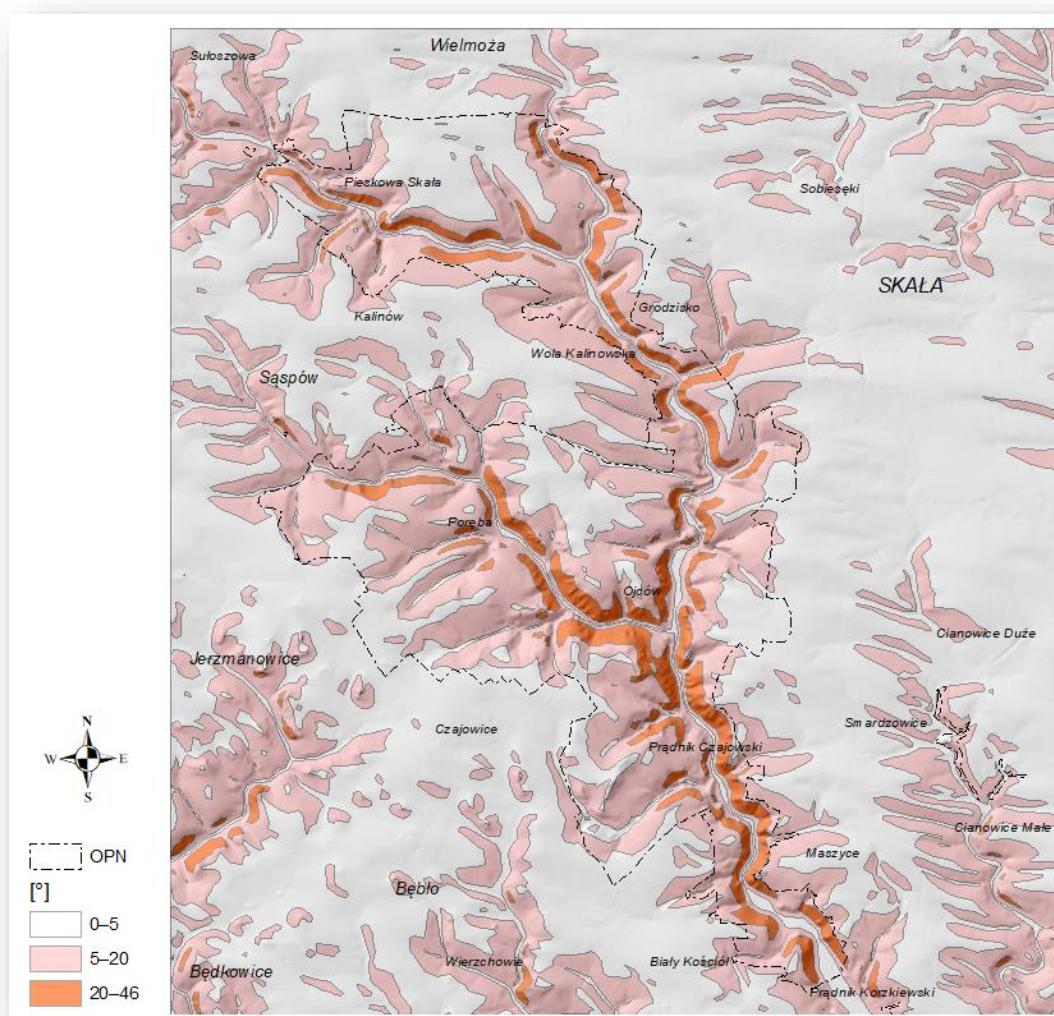 Wielmoża
Sułoszowa
Pieskowa Skała
Sobiesęki
SKAŁA
Grodzisko
Kalinów
Wola Kalinowska
Sąspów
Poręba
Ojców
Cianowice Duże
Jerzmanowice
Smardzowice
Czajowice
Prądnik Czajowski
Cianowice Małe
Maszyce
Bębło
Wierzchowie
Biały Kościół
Będkowice
Prądnik Korzkiewski
N
W E
S
OPN
[°]
0–5
5–20
20–46